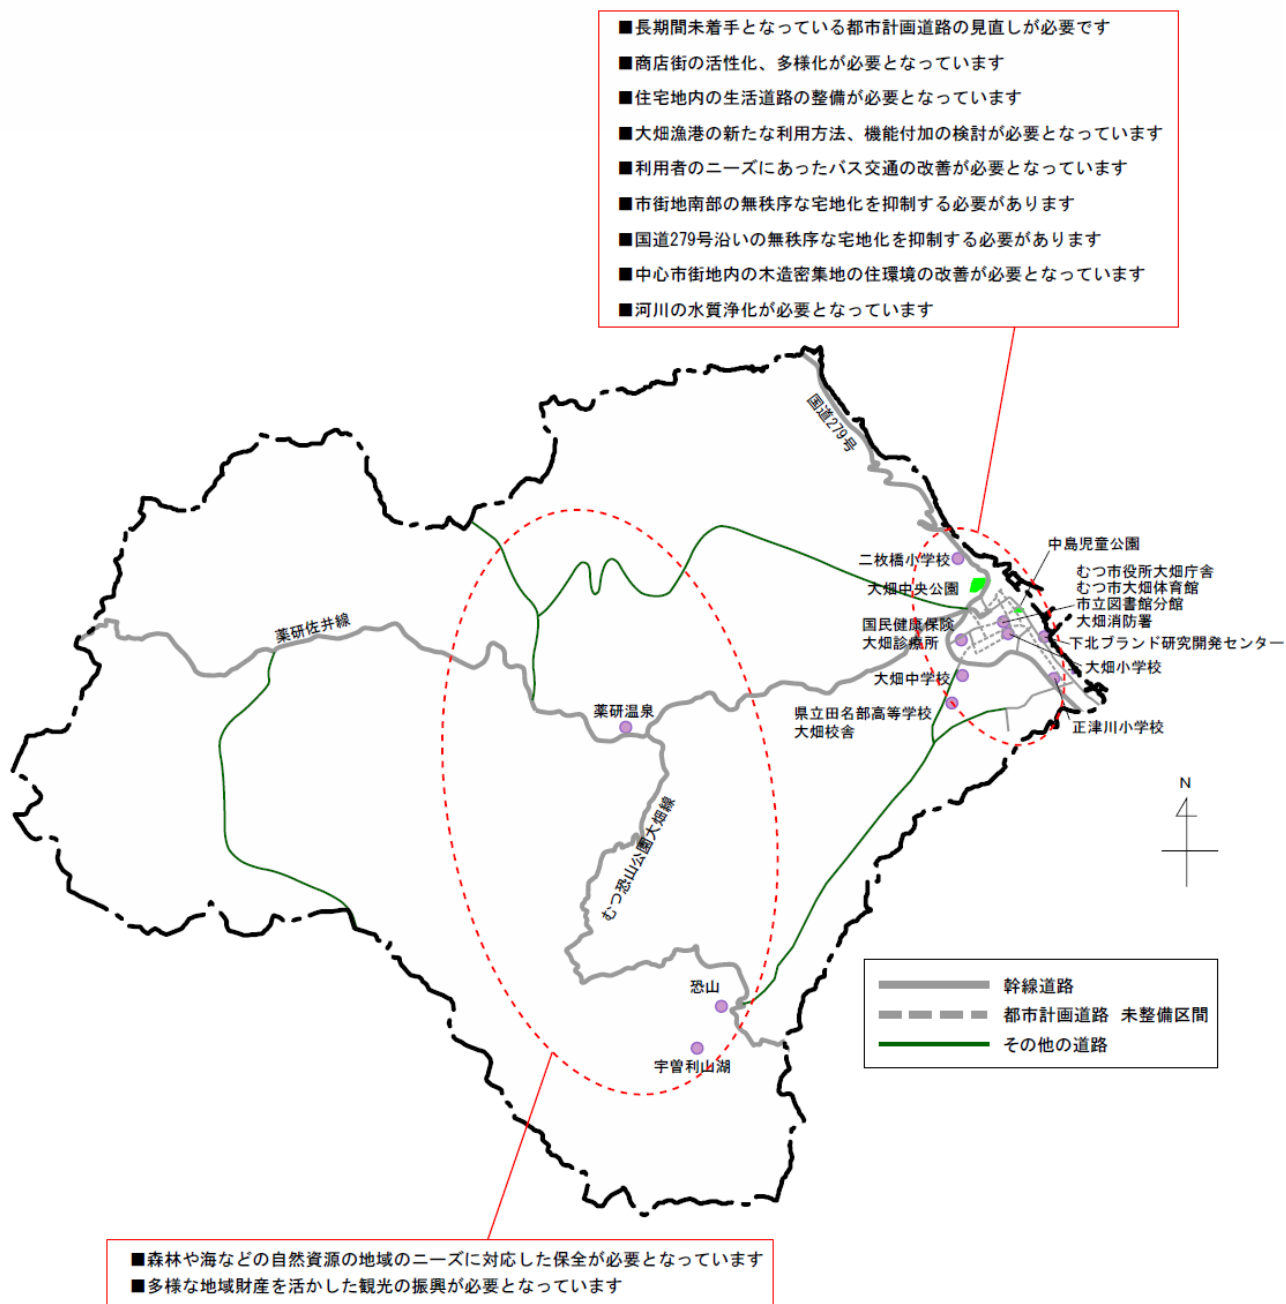 ■長期間未着手となっている都市計画道路の見直しが必要です
■商店街の活性化、多様化が必要となっています
■住宅地内の生活道路の整備が必要となっています
■大畑漁港の新たな利用方法、機能付加の検討が必要となっています
■利用者のニーズにあったバス交通の改善が必要となっています
■市街地南部の無秩序な宅地化を抑制する必要があります
■国道279号沿いの無秩序な宅地化を抑制する必要があります
■中心市街地内の木造密集地の住環境の改善が必要となっています
■河川の水質浄化が必要となっています
国道279号
中島児童公園
二枚橋小学校
むつ市役所大畑庁舎
むつ市大畑体育館
大畑中央公園
市立図書館分館
大畑消防署
国民健康保険
大畑診療所
下北ブランド研究開発センター
大畑小学校
大畑中学校
薬研佐井線
薬研温泉
県立田名部高等学校
大畑校舎
正津川小学校
むつ恐山公園大畑線
N
恐山
宇曽利山湖
幹線道路
都市計画道路 未整備区間
その他の道路
■森林や海などの自然資源の地域のニーズに対応した保全が必要となっています
■多様な地域財産を活かした観光の振興が必要となっています